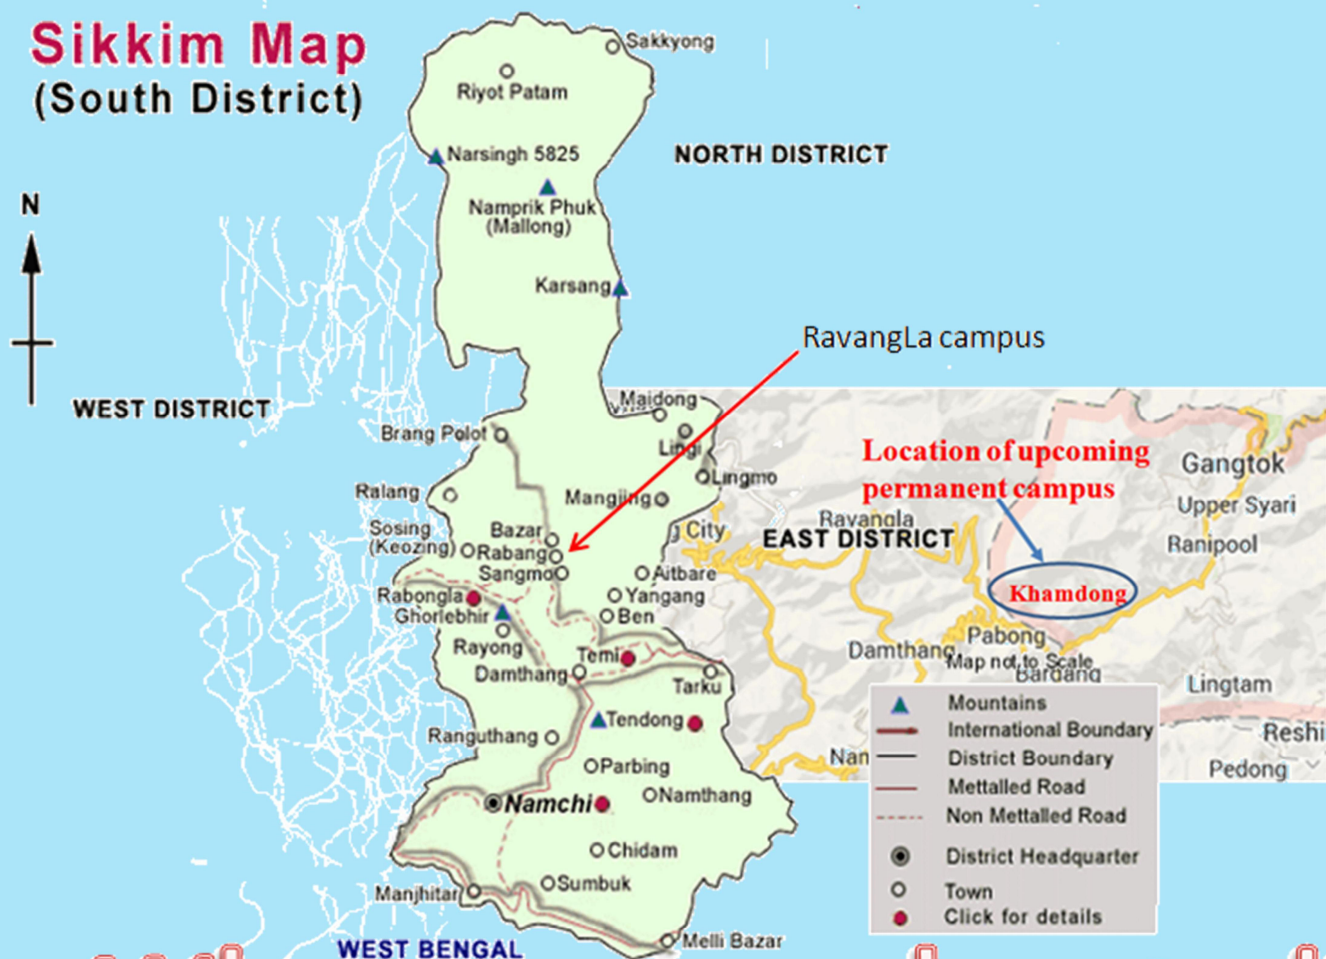 Sikkim Map
(South District)
Sakkyong
Riyot Patam
Narsingh 5825
NORTH DISTRICT
N
Namprik Phuk
(Mallong)
Karsang
RavangLa campus
WEST DISTRICT
Maidong
Brang Polot
Lingi
Location of upcoming
permanent campus
Gangtok
Lingmo
Ralang
Mangjing
Upper Syari
Ravangla
Sosing
(Keozing)
Bazar
g City
EAST DISTRICT
Ranipool
Rabang
Sangmo
Aitbare
Rabongla
Yangang
Khamdong
Ghorlebhir
Ben
Rayong
Temi
Pabong
Damthang
Map not to Scale
Damthang
Bardang
Tarku
Lingtam
Mountains
Tendong
International Boundary
Reshi
Ranguthang
Nan
District Boundary
Parbing
Pedong
Mettalled Road
Namthang
Namchi
Non Mettalled Road
Chidam
District Headquarter
Sumbuk
Town
Manjhitar
Click for details
Melli Bazar
WEST BENGAL